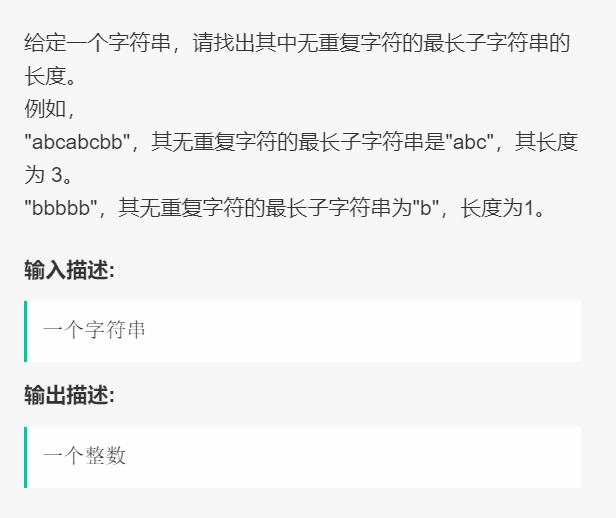 给定一个字符串，请找出其中无重复字符的最长子字符串的
长度。
例如，
"abcabcbb"，其无重复字符的最长子字符串是"abc"，其长度
为 3。
"bbbbb"，其无重复字符的最长子字符串为"b"，长度为1。
输入描述:
一个字符串
输出描述:
一个整数